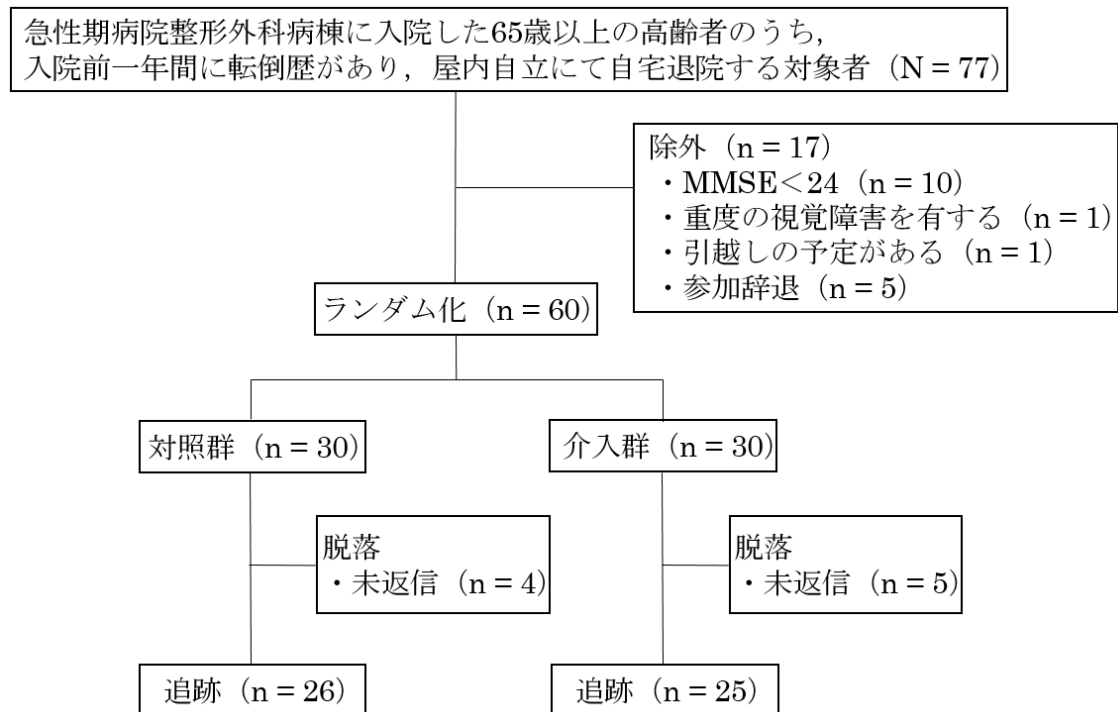 急性期病院整形外科病棟に入院した65歳以上の高齢者のうち，
入院前一年間に転倒歴があり，屋内自立にて自宅退院する対象者（N = 77）
除外（n = 17）
・MMSE＜24（n = 10）
・重度の視覚障害を有する（n = 1）
・引越しの予定がある（n = 1）
・参加辞退（n = 5）
ランダム化（n = 60）
対照群（n = 30）
介入群（n = 30）
脱落
・未返信（n = 4）
脱落
・未返信（n = 5）
追跡（n = 26）
追跡（n = 25）